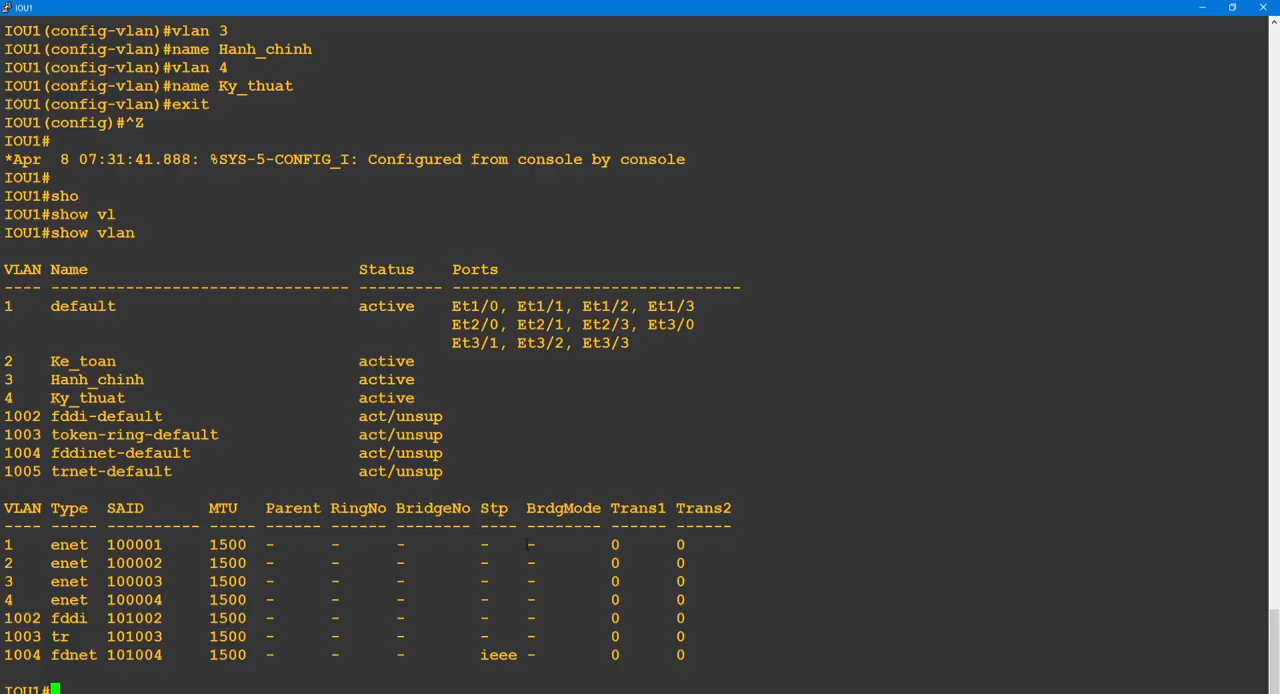 IOU1
IOU1(config-vlan)#vlan 3
IOU1(config-vlan)#name Hanh_chinh
IOU1(config-vlan)#vlan 4
IOU1(config-vlan)#name Ky_thuat
IOU1(config-vlan)#exit
IOU1(config)#^Z
IOU1#
*Apr  8 07:31:41.888: %SYS-5-CONFIG_I: Configured from console by console
IOU1#
IOU1#sho
IOU1#show vl
IOU1#show vlan
VLAN Name                             Status    Ports
---- -------------------------------- --------- -------------------------------
1    default                          active    Et1/0, Et1/1, Et1/2, Et1/3
                                                Et2/0, Et2/1, Et2/3, Et3/0
                                                Et3/1, Et3/2, Et3/3
2    Ke_toan                          active
3    Hanh_chinh                       active
4    Ky_thuat                         active
1002 fddi-default                     act/unsup
1003 token-ring-default               act/unsup
1004 fddinet-default                  act/unsup
1005 trnet-default                    act/unsup
VLAN Type  SAID       MTU   Parent RingNo BridgeNo Stp  BrdgMode Trans1 Trans2
---- ----- ---------- ----- ------ ------ -------- ---- -------- ------ ------
1    enet  100001     1500  -      -      -        -    -        0      0
2    enet  100002     1500  -      -      -        -    -        0      0
3    enet  100003     1500  -      -      -        -    -        0      0
4    enet  100004     1500  -      -      -        -    -        0      0
1002 fddi  101002     1500  -      -      -        -    -        0      0
1003 tr    101003     1500  -      -      -        -    -        0      0
1004 fdnet 101004     1500  -      -      -        ieee -        0      0
IOU1#